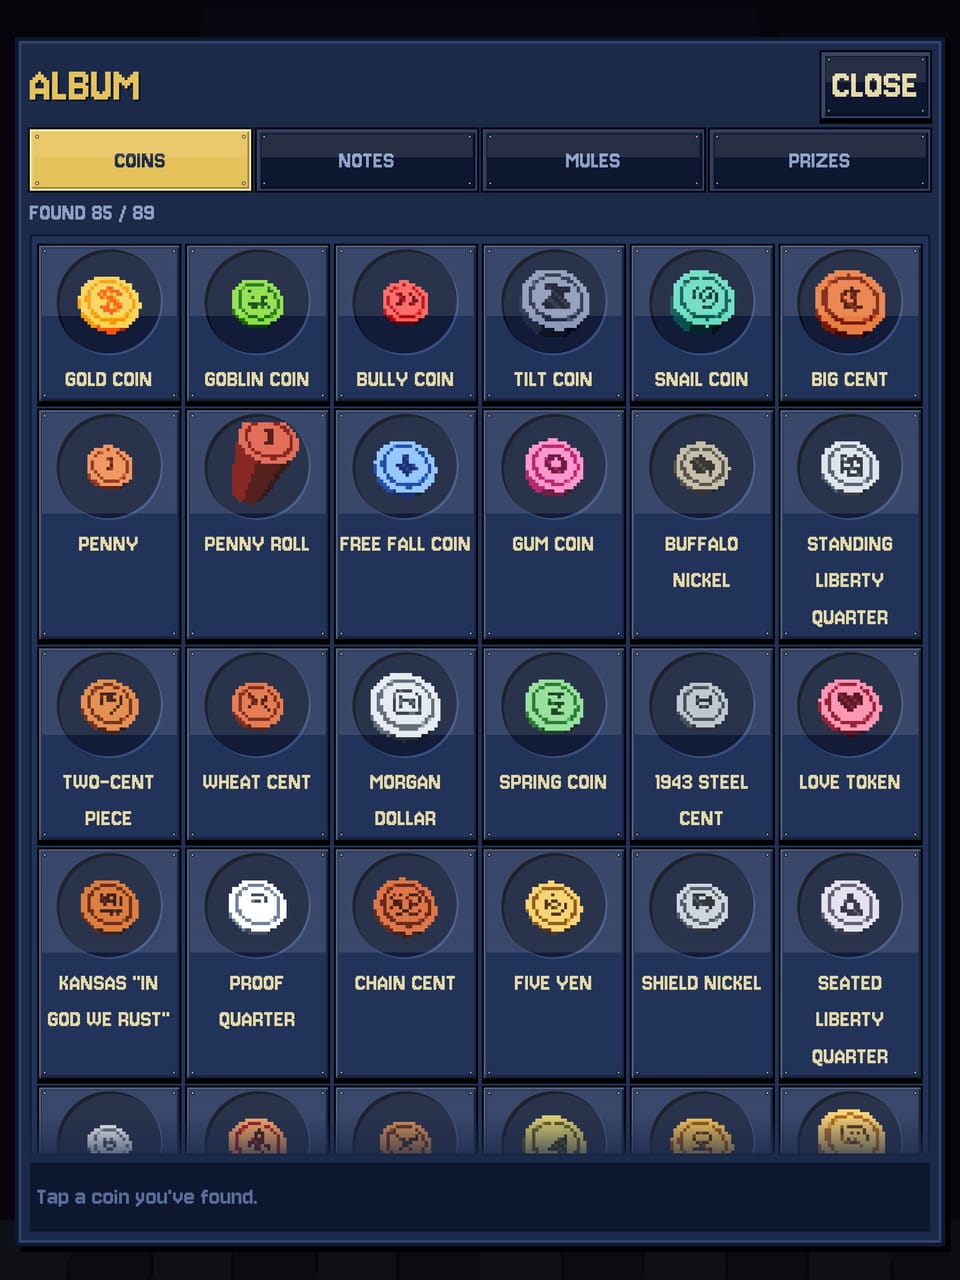 ALBUM
CLOSE
COINS
NOTES
MULES
PRIZES
FOUND 85 / 89
GOLD COIN
GOBLIN COIN
BULLY COIN
TILT COIN
SNAIL COIN
BIG CENT
PENNY
PENNY ROLL
FREE FALL COIN
GUM COIN
BUFFALO
NICKEL
STANDING
LIBERTY
QUARTER
TWO-CENT
PIECE
WHEAT CENT
MORGAN
DOLLAR
SPRING COIN
1943 STEEL
CENT
LOVE TOKEN
KANSAS "IN
GOD WE RUST"
PROOF
QUARTER
CHAIN CENT
FIVE YEN
SHIELD NICKEL
SEATED
LIBERTY
QUARTER
Tap a coin you've found.